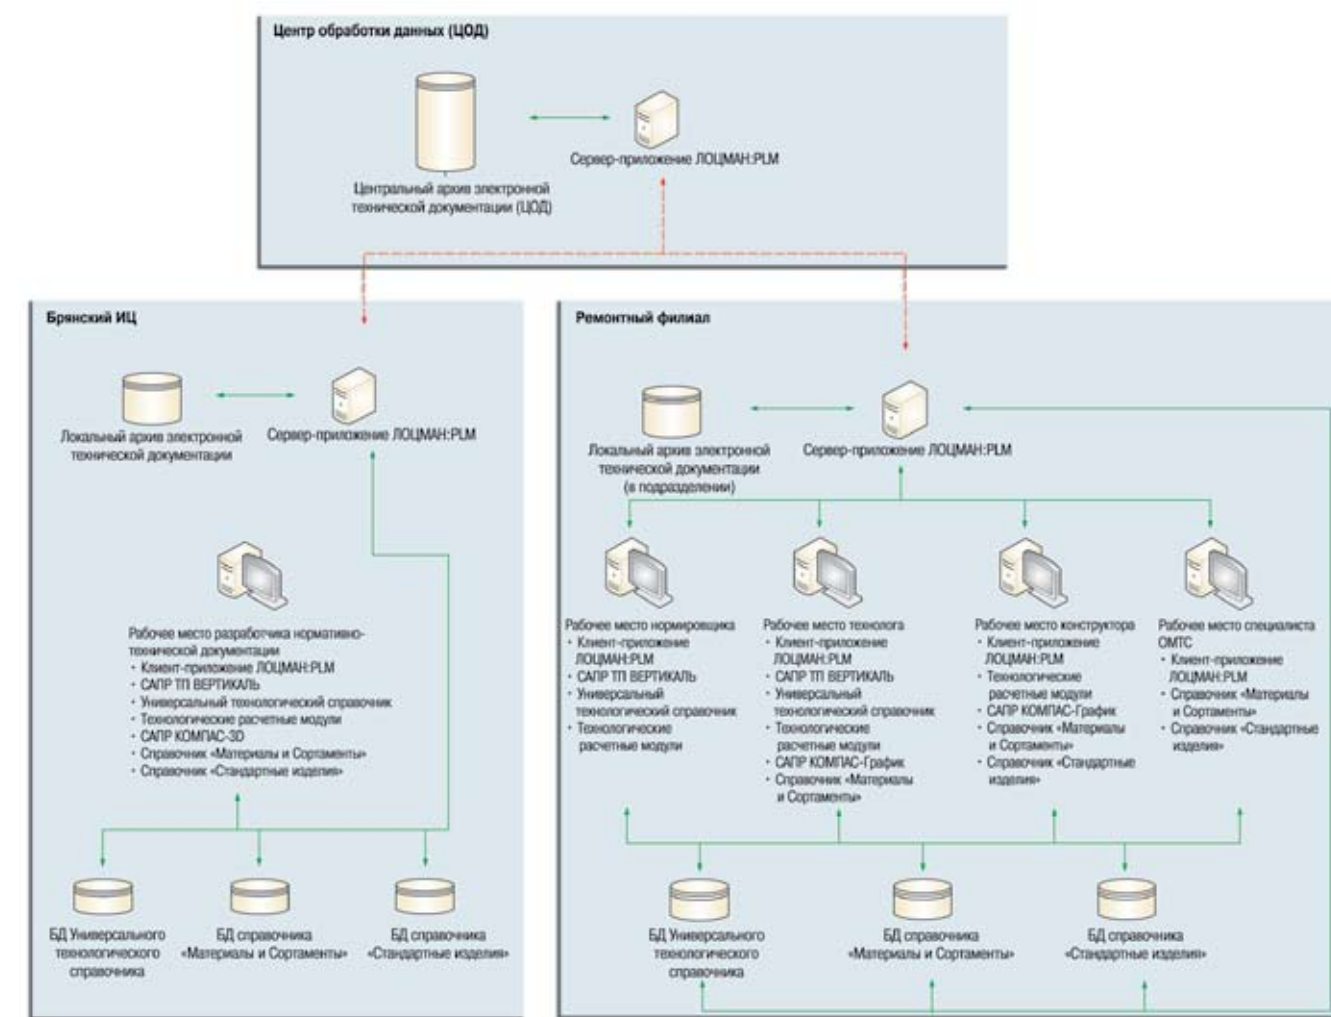 Центр обработки данных (ЦОД)
Сервер-приложение ЛОЦМАН:PLM
Центральный архив электронной
технической документации (ЦОД)
Брянский ИЦ
Локальный архив электронной
технической документации
Сервер-приложение ЛОЦМАН:PLM
Рабочее место разработчика нормативно-
технической документации
· Клиент-приложение ЛОЦМАН:PLM
· САПР ТП ВЕРТИКАЛЬ
· Универсальный технологический справочник
· Технологические расчетные модули
· САПР КОМПАС-3D
· Справочник «Материалы и Сортаменты»
· Справочник «Стандартные изделия»
БД Универсального
технологического
справочника
БД справочника
«Материалы и Сортаменты»
БД справочника
«Стандартные изделия»
Ремонтный филиал
Локальный архив электронной
технической документации
(в подразделении)
Сервер-приложение ЛОЦМАН:PLM
Рабочее место нормировщика
· Клиент-приложение
ЛОЦМАН:PLM
· САПР ТП ВЕРТИКАЛЬ
· Универсальный
технологический справочник
· Технологические
расчетные модули
Рабочее место технолога
· Клиент-приложение
ЛОЦМАН:PLM
· САПР ТП ВЕРТИКАЛЬ
· Универсальный
технологический справочник
· Технологические
расчетные модули
· САПР КОМПАС-График
· Справочник «Материалы
и Сортаменты»
Рабочее место конструктора
· Клиент-приложение
ЛОЦМАН:PLM
· Технологические
расчетные модули
· САПР КОМПАС-График
· Справочник «Материалы
и Сортаменты»
· Справочник «Стандартные
изделия»
Рабочее место специалиста
ОМТС
· Клиент-приложение
ЛОЦМАН:PLM
· Справочник «Материалы
и Сортаменты»
· Справочник «Стандартные
изделия»
БД Универсального
технологического
справочника
БД справочника
«Материалы и Сортаменты»
БД справочника
«Стандартные изделия»